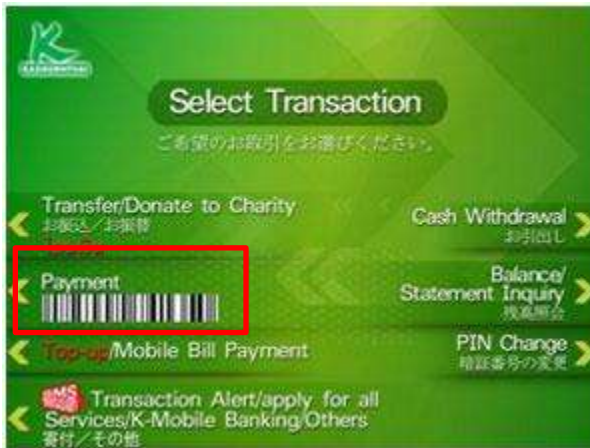 KASIKORNTHAI
Select Transaction
ご希望のお取引をお選びください。
Transfer/Donate to Charity
お振込／お振替
Cash Withdrawal
お引出し
Payment
Balance/
Statement Inquiry
残高照会
Top-up/Mobile Bill Payment
PIN Change
暗証番号の変更
SMS Transaction Alert/apply for all
Services/K-Mobile Banking/Others
寄付／その他